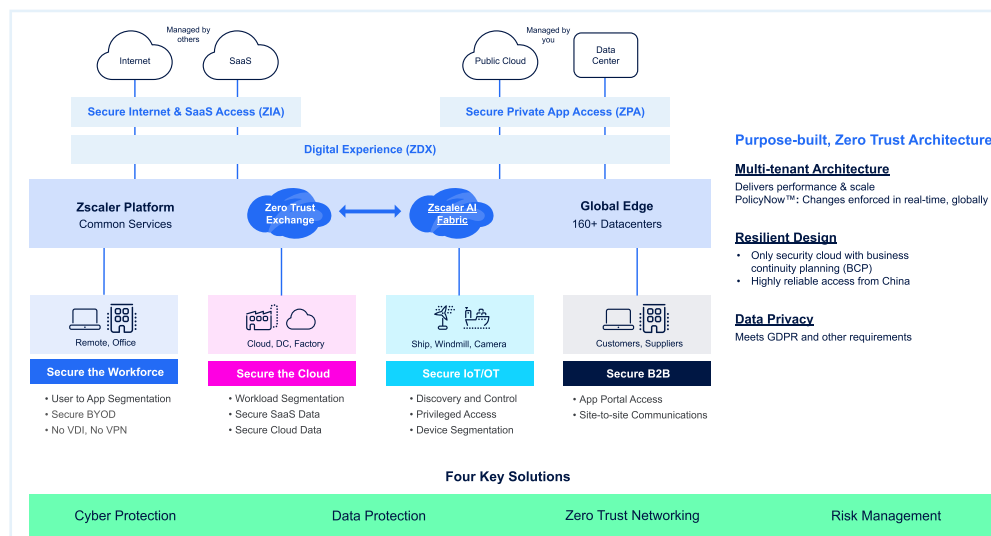 Managed by
others
Internet
SaaS
Managed by
you
Public Cloud
Data
Center
Secure Internet & SaaS Access (ZIA)
Secure Private App Access (ZPA)
Digital Experience (ZDX)
Zscaler Platform
Common Services
Zero Trust
Exchange
Zscaler AI
Fabric
Global Edge
160+ Datacenters
Remote, Office
Cloud, DC, Factory
Ship, Windmill, Camera
Customers, Suppliers
Secure the Workforce
Secure the Cloud
Secure IoT/OT
Secure B2B
• User to App Segmentation
• Secure BYOD
• No VDI, No VPN
• Workload Segmentation
• Secure SaaS Data
• Secure Cloud Data
• Discovery and Control
• Privileged Access
• Device Segmentation
• App Portal Access
• Site-to-site Communications
Purpose-built, Zero Trust Architecture
Multi-tenant Architecture
Delivers performance & scale
PolicyNow™: Changes enforced in real-time, globally
Resilient Design
• Only security cloud with business
continuity planning (BCP)
• Highly reliable access from China
Data Privacy
Meets GDPR and other requirements
Four Key Solutions
Cyber Protection
Data Protection
Zero Trust Networking
Risk Management